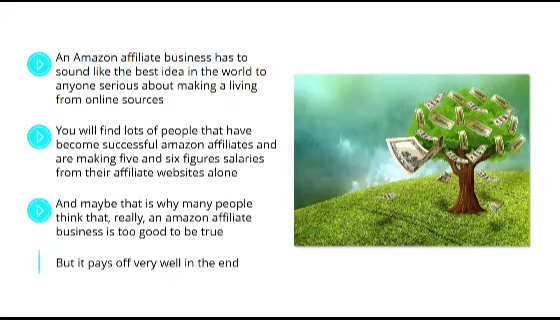 An Amazon affiliate business has to
sound like the best idea in the world to
anyone serious about making a living
from online sources
You will find lots of people that have
become successful amazon affiliates and
are making five and six figures salaries
from their affiliate websites alone
And maybe that is why many people
think that, really, an amazon affiliate
business is too good to be true
But it pays off very well in the end